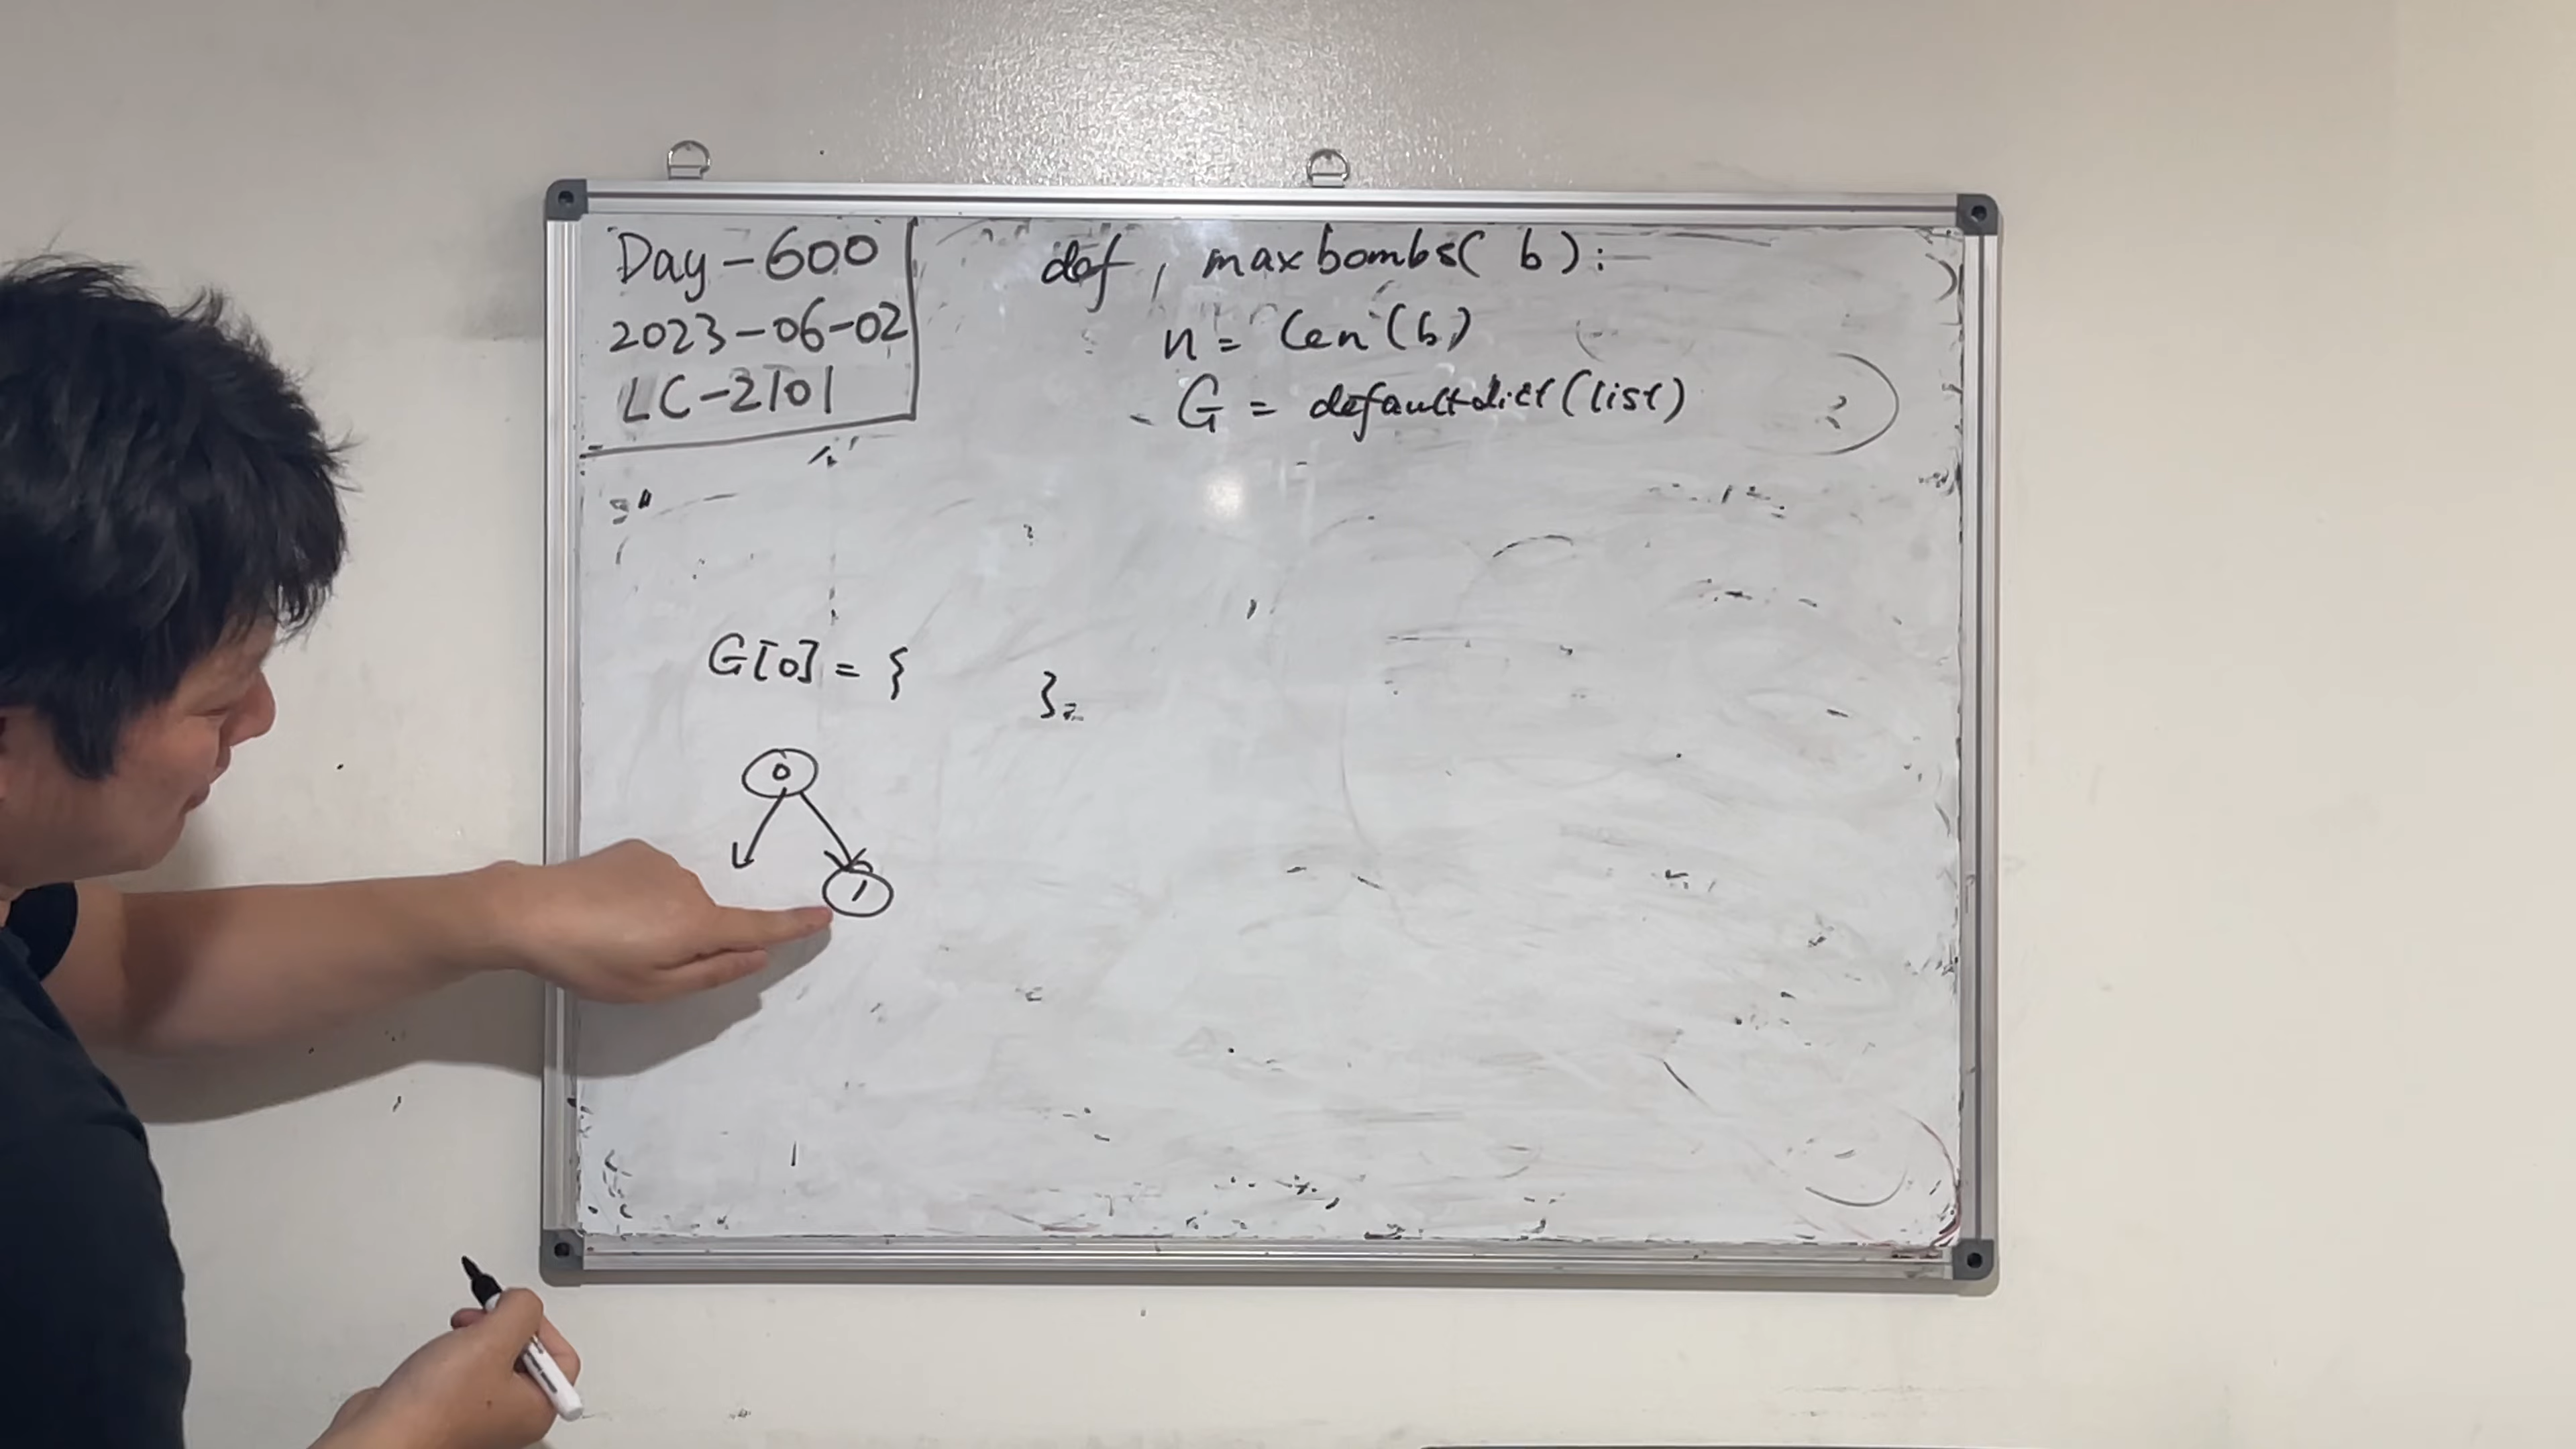 Day-600
2023-06-02
LC-2101
def maxbombs( b ):
n = len(b)
G = defaultdict(list)
G[0] = { }
0
1